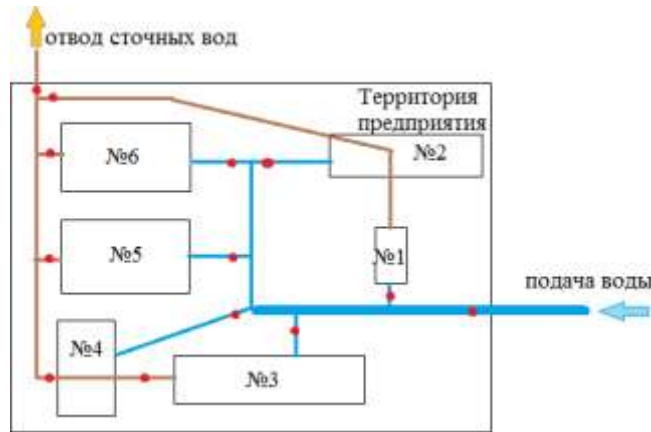 отвод сточных вод
Территория
предприятия
№6
№2
№5
№1
подача воды
№4
№3